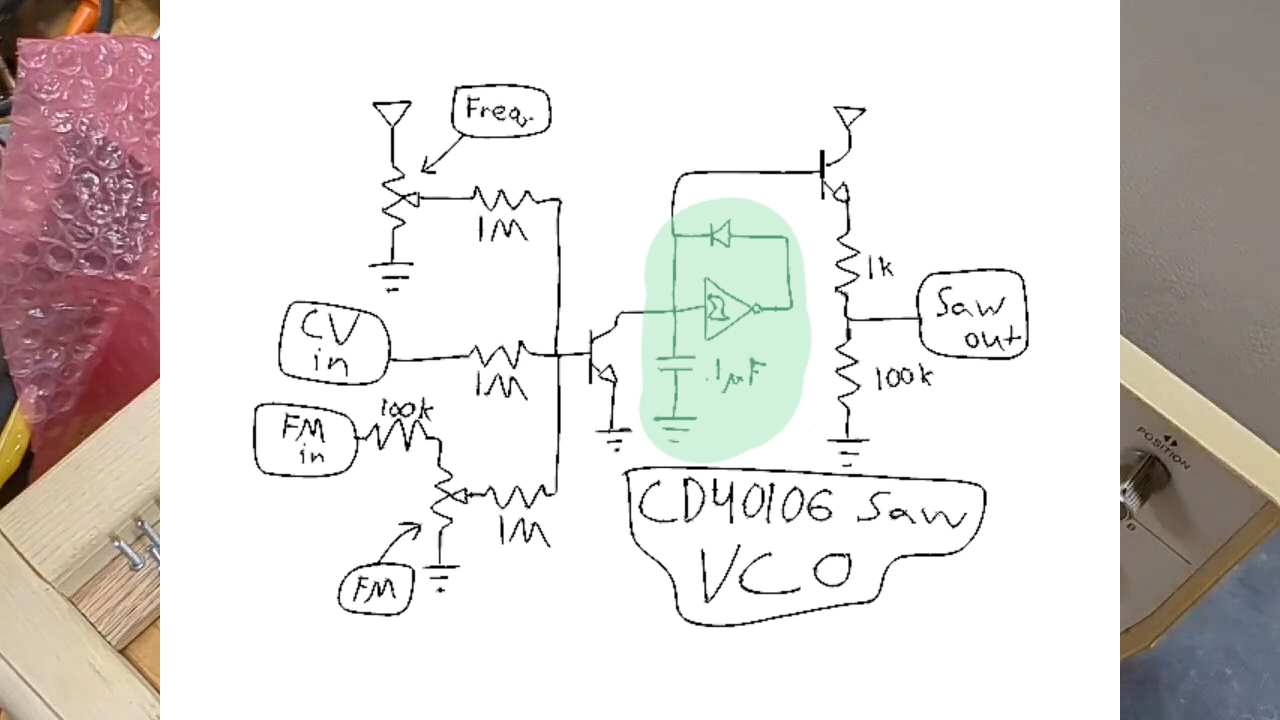 Freq.
1M
1k
CV
in
Saw
out
1M
.1µF
100k
100k
FM
in
1M
CD40106 Saw
VCO
FM
POSITION